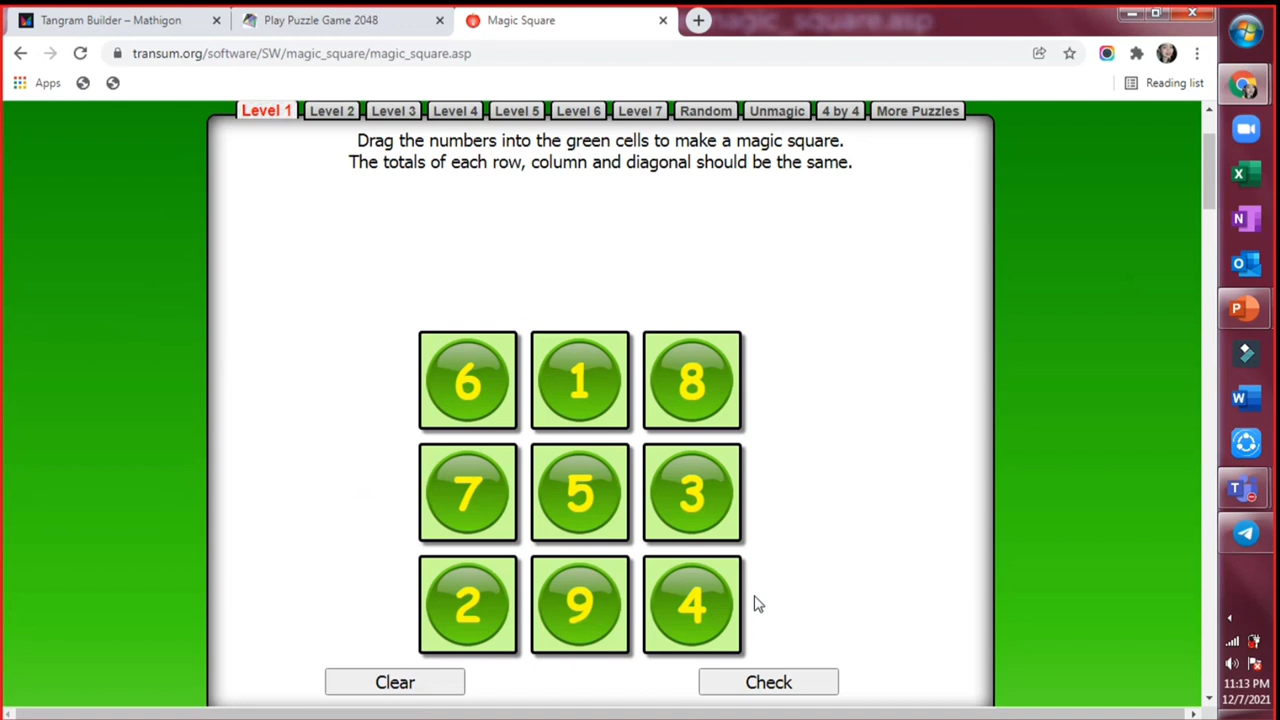 Tangram Builder – Mathigon
Play Puzzle Game 2048
Magic Square
transum.org/software/SW/magic_square/magic_square.asp
Apps
Reading list
Level 1 Level 2 Level 3 Level 4 Level 5 Level 6 Level 7 Random Unmagic 4 by 4 More Puzzles
Drag the numbers into the green cells to make a magic square.
The totals of each row, column and diagonal should be the same.
6 1 8
7 5 3
2 9 4
Clear Check
N
P
W
T
11:13 PM
12/7/2021